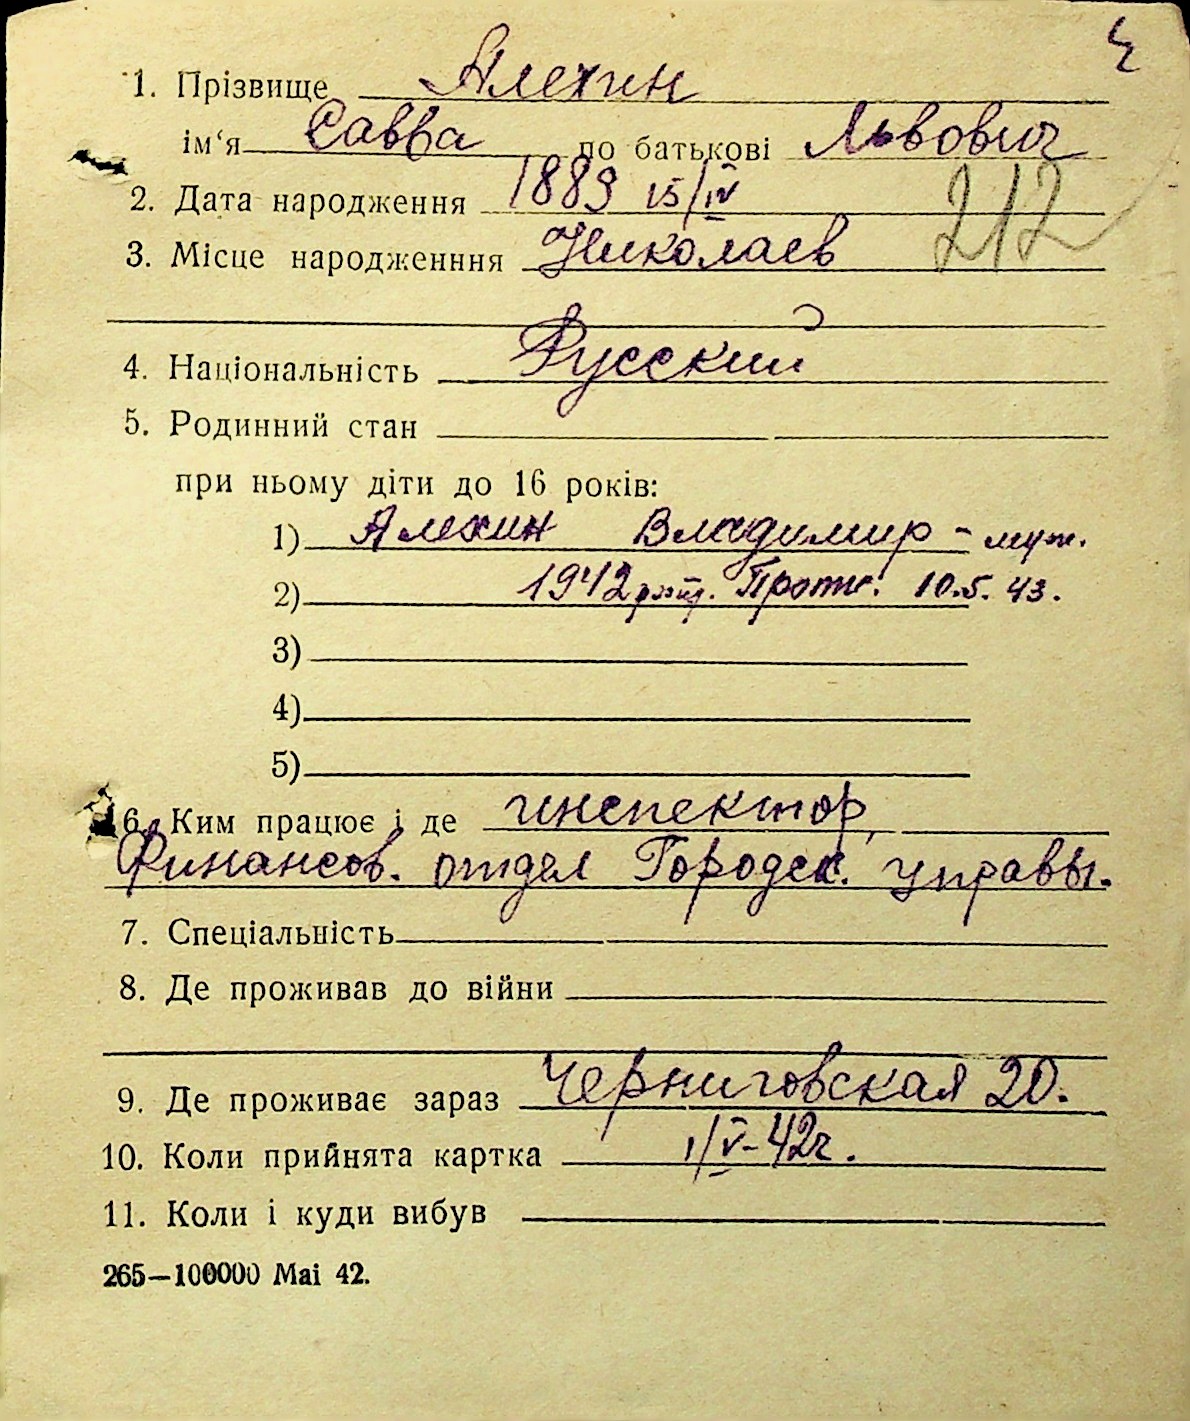 1. Прізвище Алехин
ім‘я Савва по батькові Львович
2. Дата народження 1889 15/IV
212
3. Місце народженння Николаев
4. Національність Русский
5. Родинний стан
при ньому діти до 16 років:
1) Алехин Владимир - муж.
2) 1942 рожд. Прот. 10.5.43.
3)
4)
5)
6. Ким працює і де инспектор,
Финансов. отдел Городск. управы.
7. Спеціальність
8. Де проживав до війни
9. Де проживає зараз Черниговская 20.
10. Коли прийнята картка 1/V-42г.
11. Коли і куди вибув
265—100000 Mai 42.